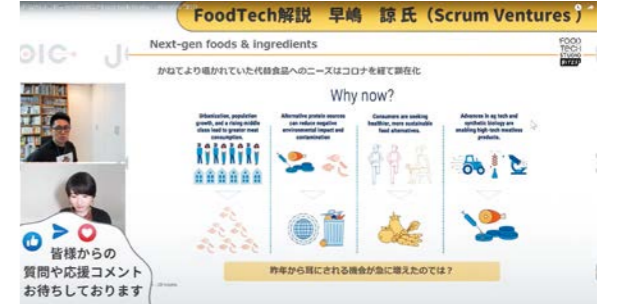 FoodTech解説 早嶋 諒 氏（Scrum Ventures）
Next-gen foods & ingredients
FOOD
TECH
STUDIO
BITES!
かねてより囁かれていた代替食品へのニーズはコロナを経て顕在化
Why now?
Urbanization, population
growth, and a rising middle
class lead to greater meat
consumption.
Alternative protein sources
can reduce negative
environmental impact and
contamination
Consumers are seeking
healthier, more sustainable
food alternatives.
Advances in ag tech and
synthetic biology are
enabling high-tech meatless
products.
昨年から耳にされる機会が急に増えたのでは？
皆様からの
質問や応援コメント
お待ちしております